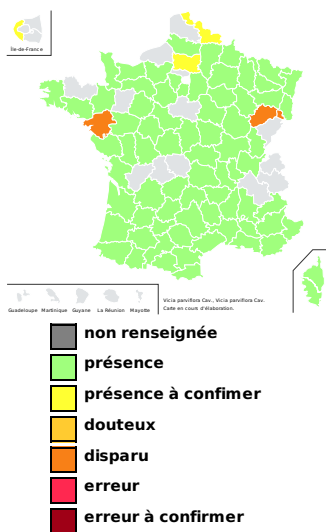 Île-de-France
Guadeloupe Martinique Guyane La Réunion Mayotte
Vicia parviflora Cav., Vicia parviflora Cav.
Carte en cours d'élaboration.
non renseignée
présence
présence à confimer
douteux
disparu
erreur
erreur à confirmer